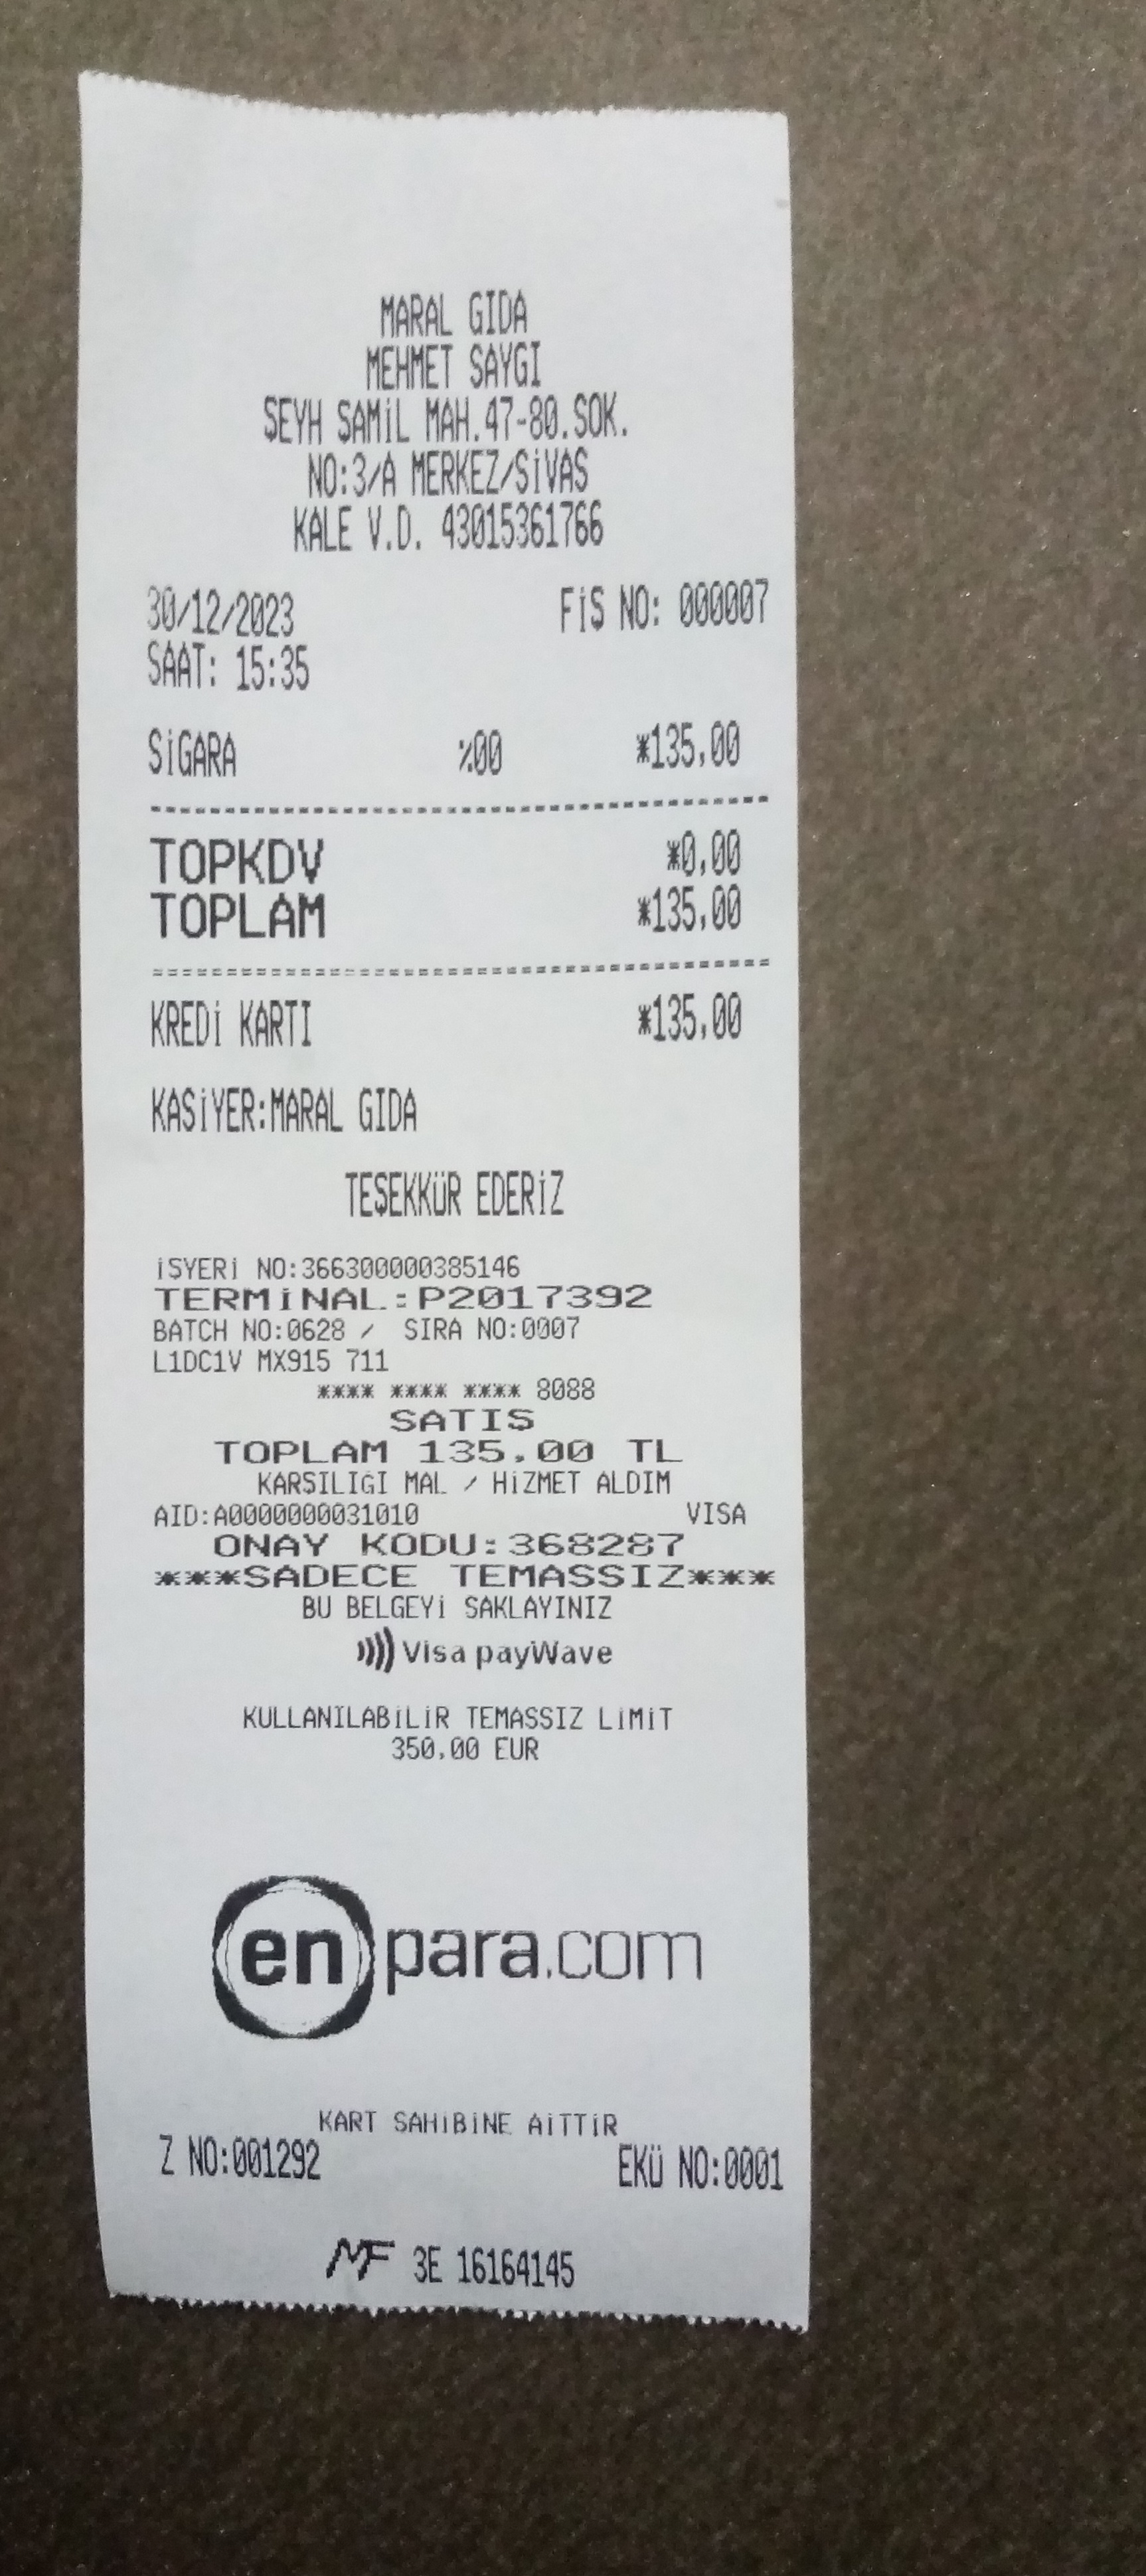 MARAL GIDA
MEHMET SAYGI
ŞEYH ŞAMİL MAH.47-80.SOK.
NO:3/A MERKEZ/SİVAS
KALE V.D. 43015361766
30/12/2023 FİŞ NO: 000007
SAAT: 15:35
SİGARA %00 *135,00
TOPKDV *0,00
TOPLAM *135,00
KREDİ KARTI *135,00
KASİYER:MARAL GIDA
TEŞEKKÜR EDERİZ
İŞYERİ NO:366300000385146
TERMİNAL:P2017392
BATCH NO:0628 / SIRA NO:0007
L1DC1V MX915 711
**** **** **** 8088
SATIŞ
TOPLAM 135,00 TL
KARŞILIĞI MAL / HİZMET ALDIM
AID:A0000000031010 VISA
ONAY KODU:368287
***SADECE TEMASSIZ***
BU BELGEYİ SAKLAYINIZ
Visa payWave
KULLANILABİLİR TEMASSIZ LİMİT
350,00 EUR
enpara.com
KART SAHİBİNE AİTTİR
Z NO:001292 EKÜ NO:0001
MF 3E 16164145